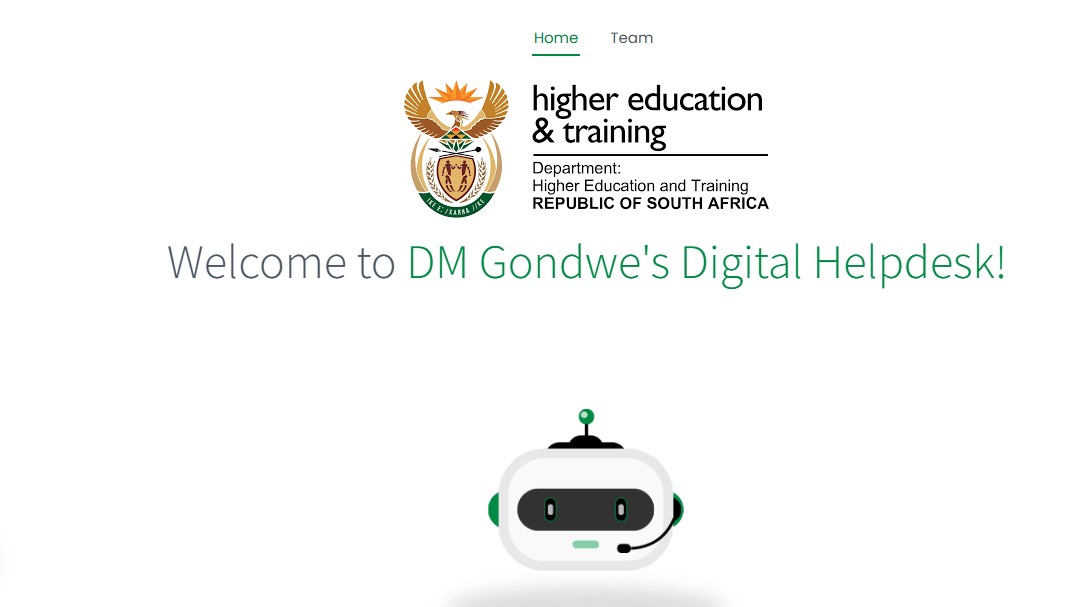 Home Team
higher education
& training
Department:
Higher Education and Training
REPUBLIC OF SOUTH AFRICA
Welcome to DM Gondwe's Digital Helpdesk!